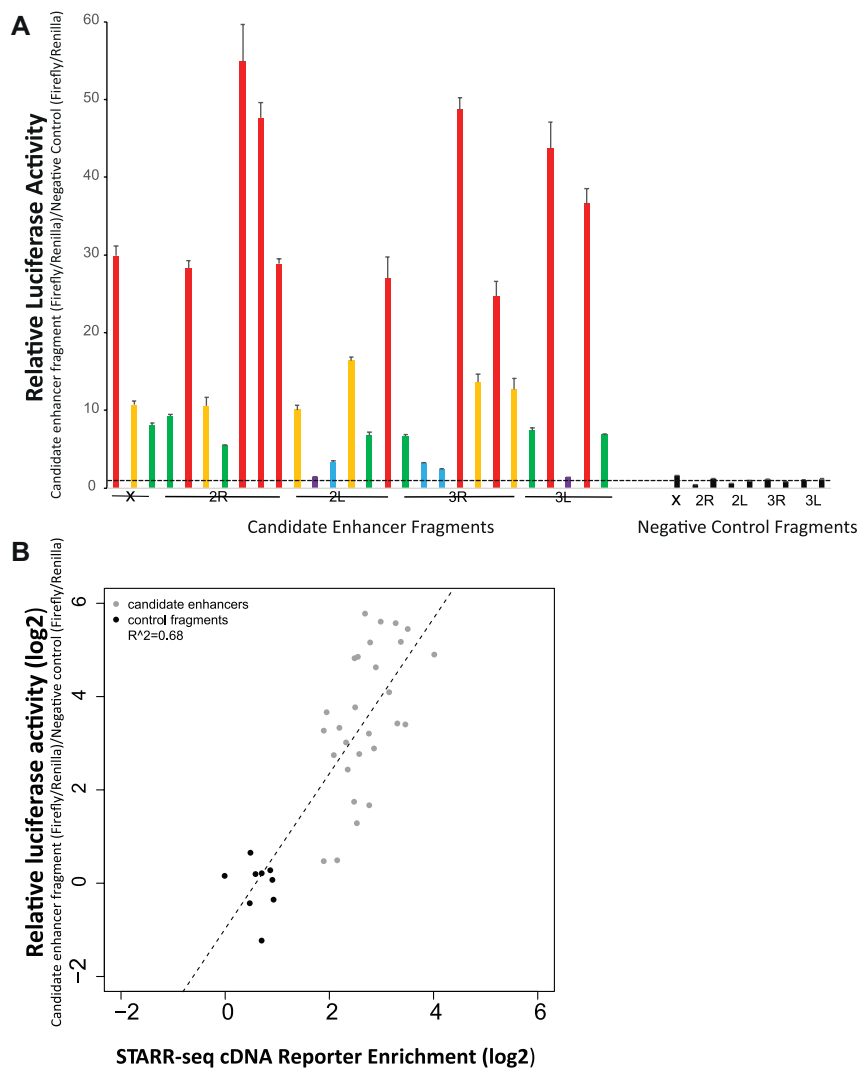 A
Relative Luciferase Activity
Candidate enhancer fragment (Firefly/Renilla)/Negative Control (Firefly/Renilla)
60
50
40
30
20
10
0
X 2R 2L 3R 3L
X 2R 2L 3R 3L
Candidate Enhancer Fragments
Negative Control Fragments
B
Relative luciferase activity (log2)
Candidate enhancer fragment (Firefly/Renilla)/Negative control (Firefly/Renilla)
candidate enhancers
control fragments
R^2=0.68
6
4
2
0
−2
−2 0 2 4 6
STARR-seq cDNA Reporter Enrichment (log2)